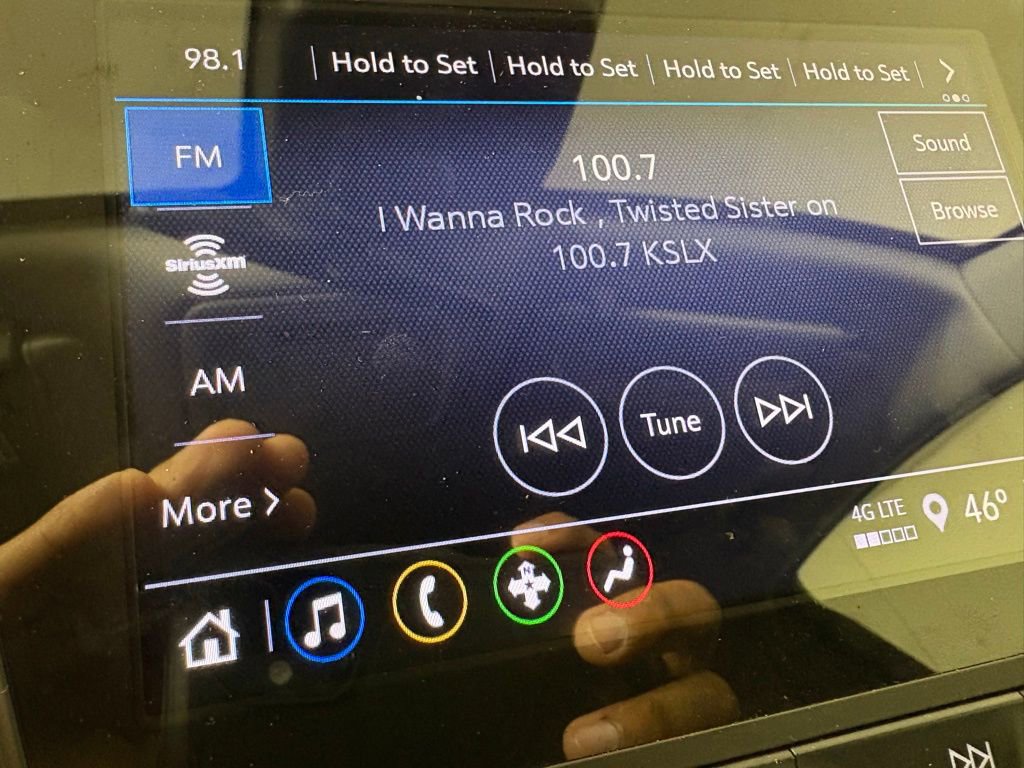 98.1 Hold to Set Hold to Set Hold to Set Hold to Set
FM
100.7
Sound
I Wanna Rock , Twisted Sister on
Browse
100.7 KSLX
SiriusXM
AM
Tune
More
4G LTE
46°
N